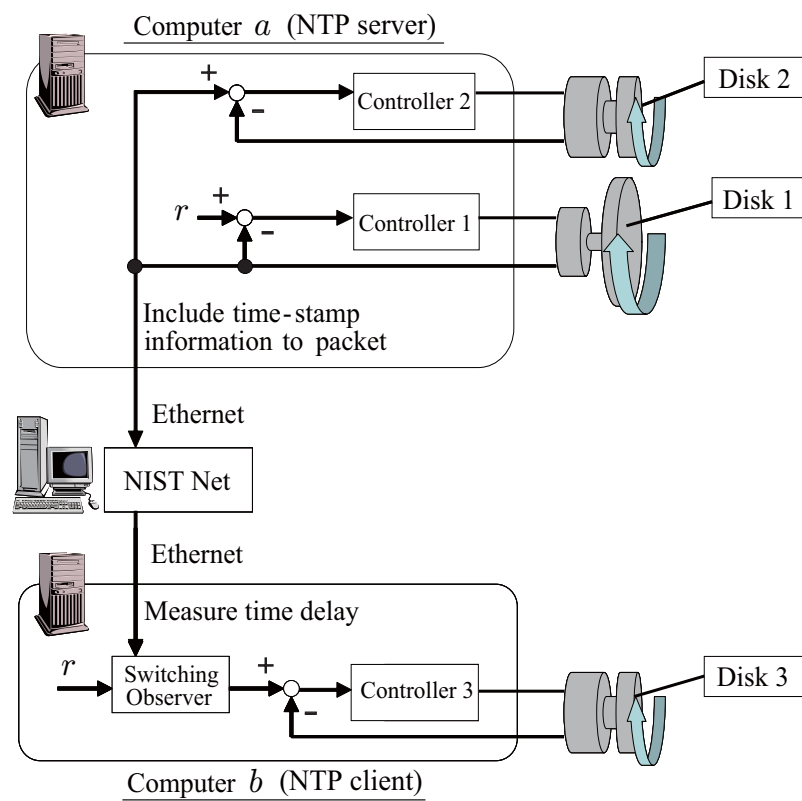 Computer a (NTP server)
+
-
Controller 2
Disk 2
r
+
-
Controller 1
Disk 1
Include time-stamp
information to packet
Ethernet
NIST Net
Ethernet
Measure time delay
r
Switching
Observer
+
-
Controller 3
Disk 3
Computer b (NTP client)